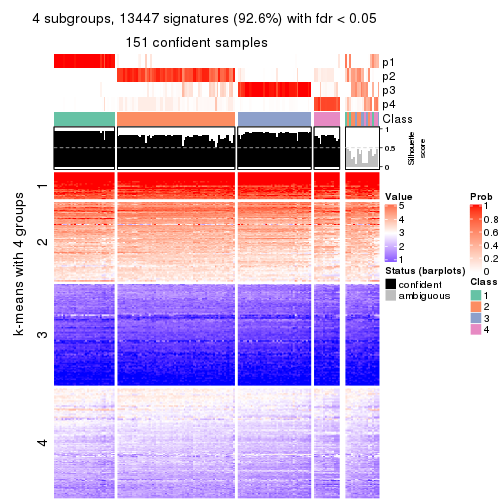 4 subgroups, 13447 signatures (92.6%) with fdr < 0.05
151 confident samples
p1
p2
p3
p4
Class
1
0.5
0
Silhouette
score
k-means with 4 groups
1
2
3
4
Value
5
4
3
2
1
Status (barplots)
confident
ambiguous
Prob
1
0.8
0.6
0.4
0.2
0
Class
1
2
3
4